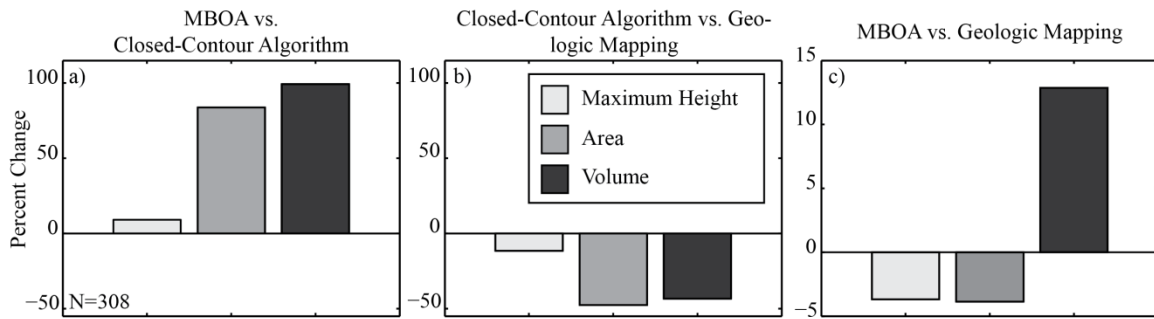 MBOA vs.
Closed-Contour Algorithm
Closed-Contour Algorithm vs. Geo-
logic Mapping
MBOA vs. Geologic Mapping
a)
b)
c)
Percent Change
100
50
0
−50
N=308
100
50
0
−50
Maximum Height
Area
Volume
15
10
5
0
−5